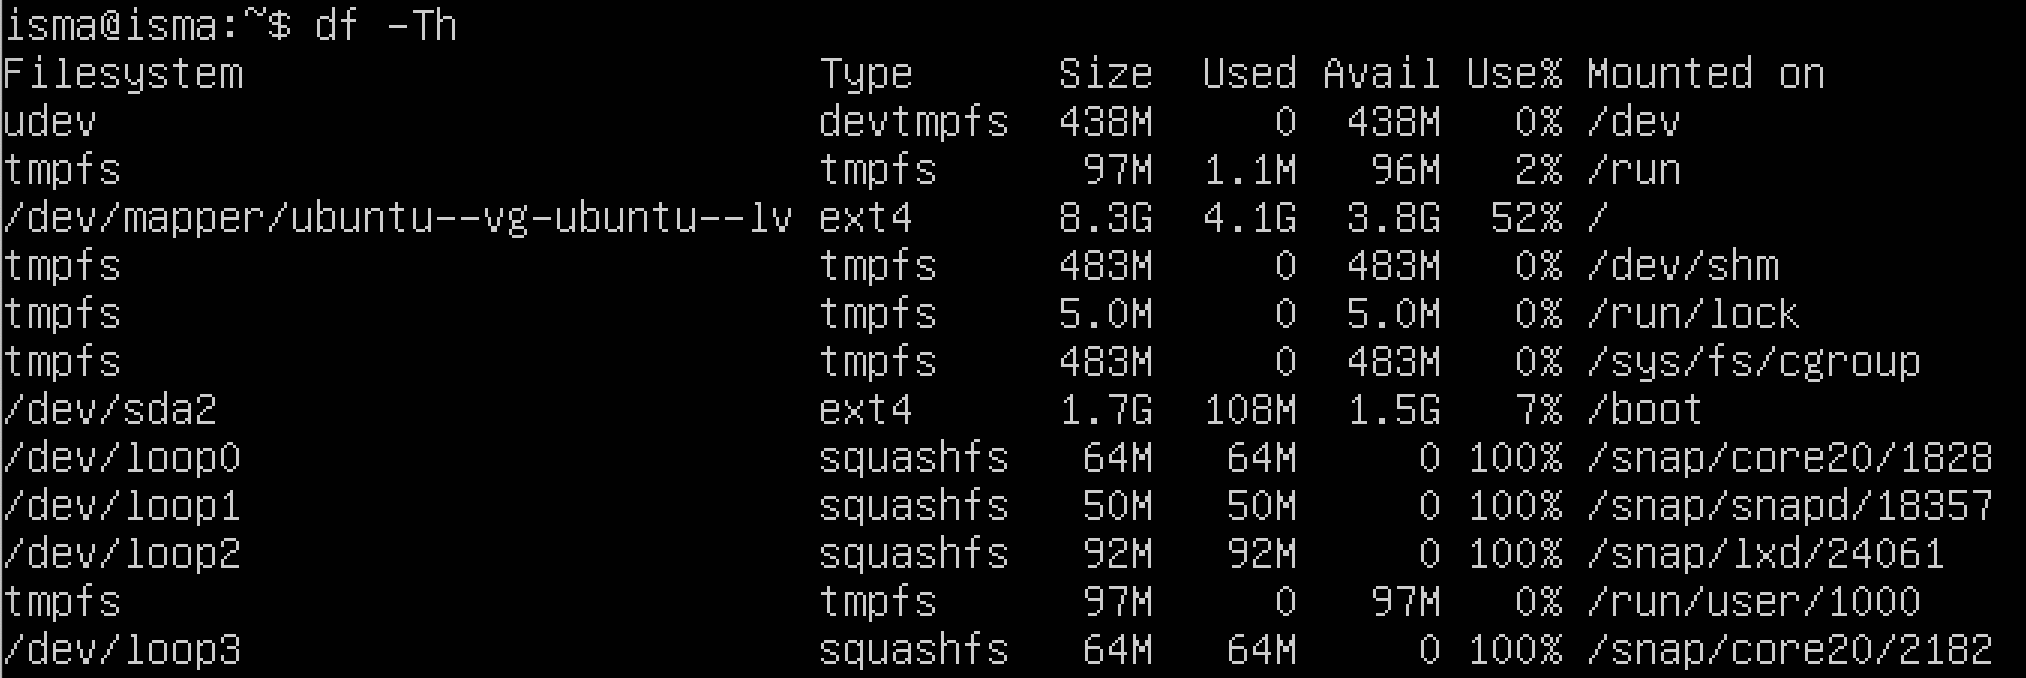 isma@isma:~$ df -Th
Filesystem                        Type      Size  Used Avail Use% Mounted on
udev                              devtmpfs  438M     0  438M   0% /dev
tmpfs                             tmpfs      97M  1.1M   96M   2% /run
/dev/mapper/ubuntu--vg-ubuntu--lv ext4      8.3G  4.1G  3.8G  52% /
tmpfs                             tmpfs     483M     0  483M   0% /dev/shm
tmpfs                             tmpfs     5.0M     0  5.0M   0% /run/lock
tmpfs                             tmpfs     483M     0  483M   0% /sys/fs/cgroup
/dev/sda2                         ext4      1.7G  108M  1.5G   7% /boot
/dev/loop0                        squashfs   64M   64M     0 100% /snap/core20/1828
/dev/loop1                        squashfs   50M   50M     0 100% /snap/snapd/18357
/dev/loop2                        squashfs   92M   92M     0 100% /snap/lxd/24061
tmpfs                             tmpfs      97M     0   97M   0% /run/user/1000
/dev/loop3                        squashfs   64M   64M     0 100% /snap/core20/2182